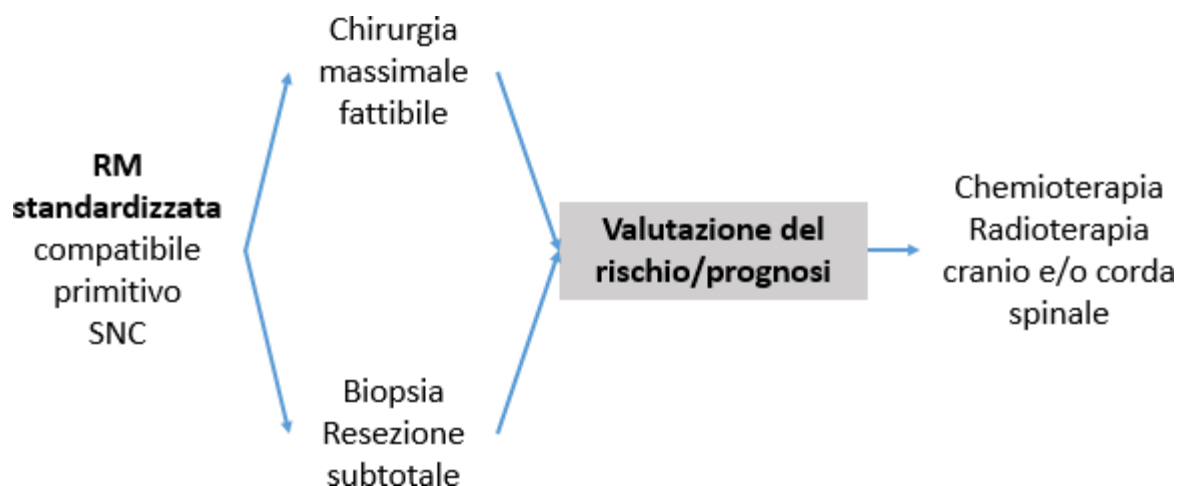 RM
standardizzata
compatibile
primitivo
SNC
Chirurgia
massimale
fattibile
Biopsia
Resezione
subtotale
Valutazione del
rischio/prognosi
Chemioterapia
Radioterapia
cranio e/o corda
spinale